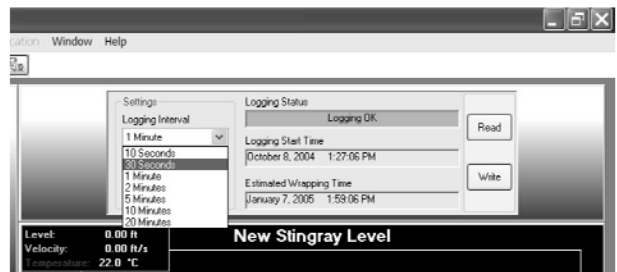 cation Window Help
Settings
Logging Interval
1 Minute
10 Seconds
30 Seconds
1 Minute
2 Minutes
5 Minutes
10 Minutes
20 Minutes
Logging Status
Logging OK
Logging Start Time
October 8, 2004 1:27:06 PM
Estimated Wrapping Time
January 7, 2005 1:59:06 PM
Read
Write
Level: 0.00 ft
Velocity: 0.00 ft/s
Temperature: 22.0 °C
New Stingray Level